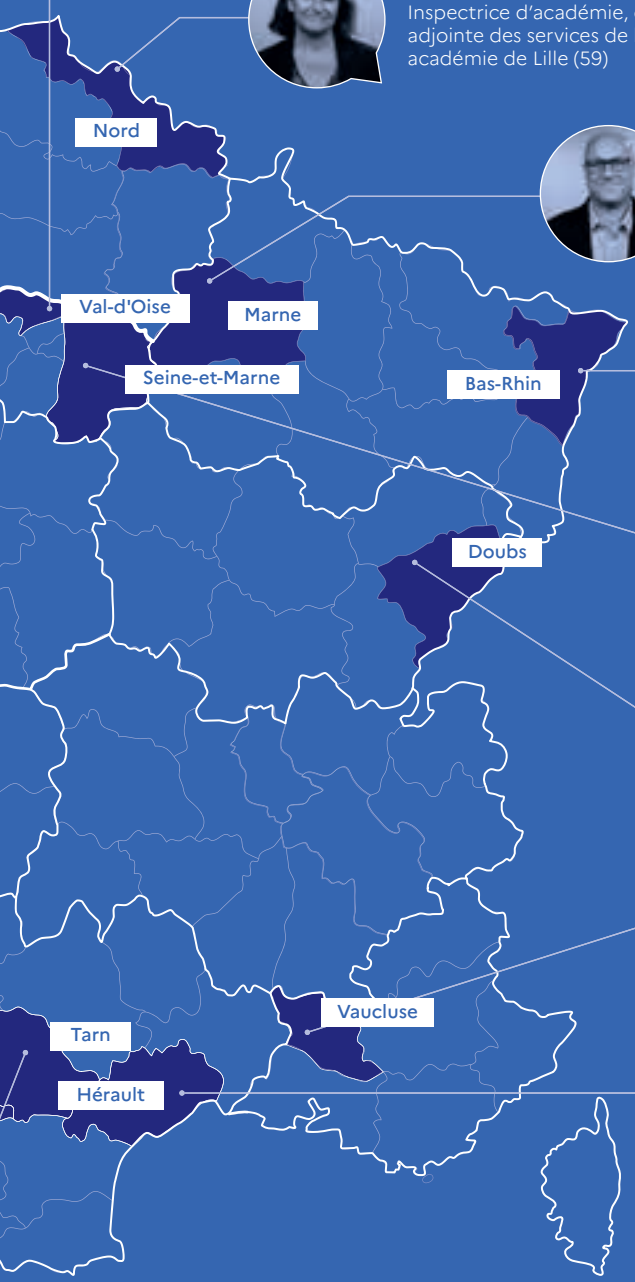 Inspectrice d'académie,
adjointe des services de
académie de Lille (59)
Nord
Val-d'Oise
Marne
Seine-et-Marne
Bas-Rhin
Doubs
Vaucluse
Tarn
Hérault